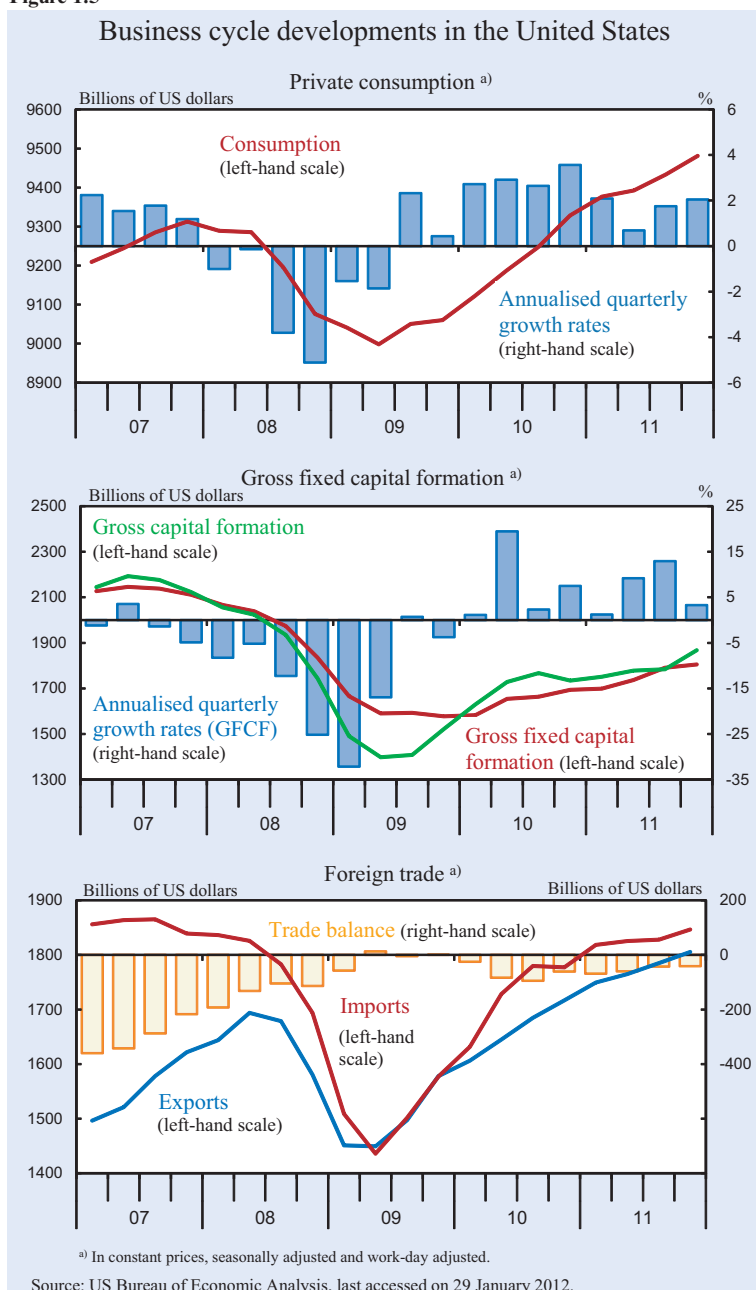 Business cycle developments in the United States
Private consumption a)
Billions of US dollars %
9600 6
9500 4
9400 2
9300 0
9200 -2
9100 -4
9000 -6
8900
Consumption
(left-hand scale)
Annualised quarterly
growth rates
(right-hand scale)
07 08 09 10 11
Gross fixed capital formation a)
Billions of US dollars %
2500 25
2300 15
2100 5
1900 -5
1700 -15
1500 -25
1300 -35
Gross capital formation
(left-hand scale)
Annualised quarterly
growth rates (GFCF)
(right-hand scale)
Gross fixed capital
formation (left-hand scale)
07 08 09 10 11
Foreign trade a)
Billions of US dollars Billions of US dollars
1900 200
1800 0
1700 -200
1600 -400
1500
1400
Trade balance (right-hand scale)
Imports
(left-hand
scale)
Exports
(left-hand scale)
07 08 09 10 11
a) In constant prices, seasonally adjusted and work-day adjusted.
Source: US Bureau of Economic Analysis, last accessed on 29 January 2012.